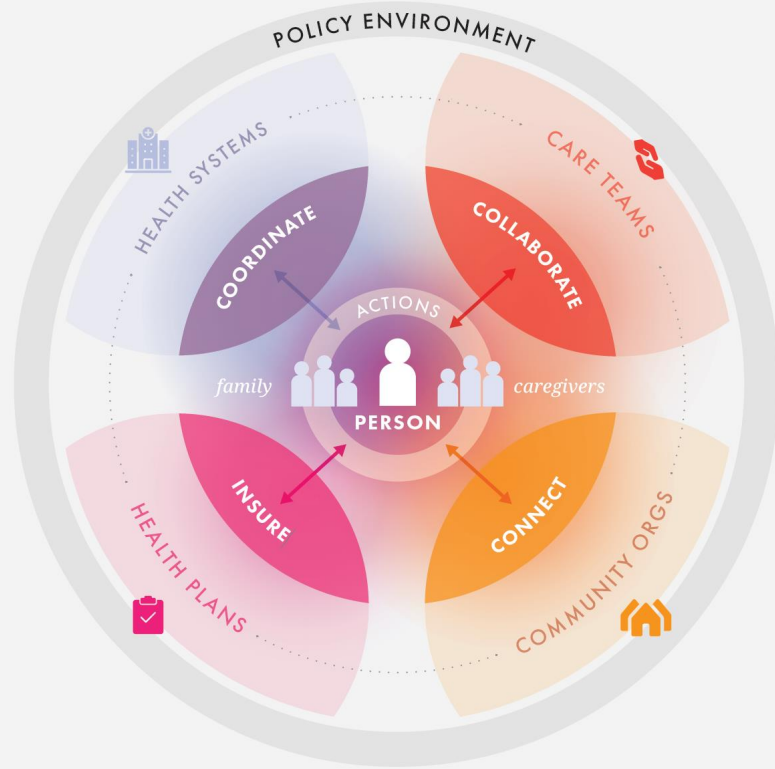 POLICY ENVIRONMENT
HEALTH SYSTEMS
CARE TEAMS
COORDINATE
COLLABORATE
ACTIONS
family
caregivers
PERSON
INSURE
CONNECT
HEALTH PLANS
COMMUNITY ORGS